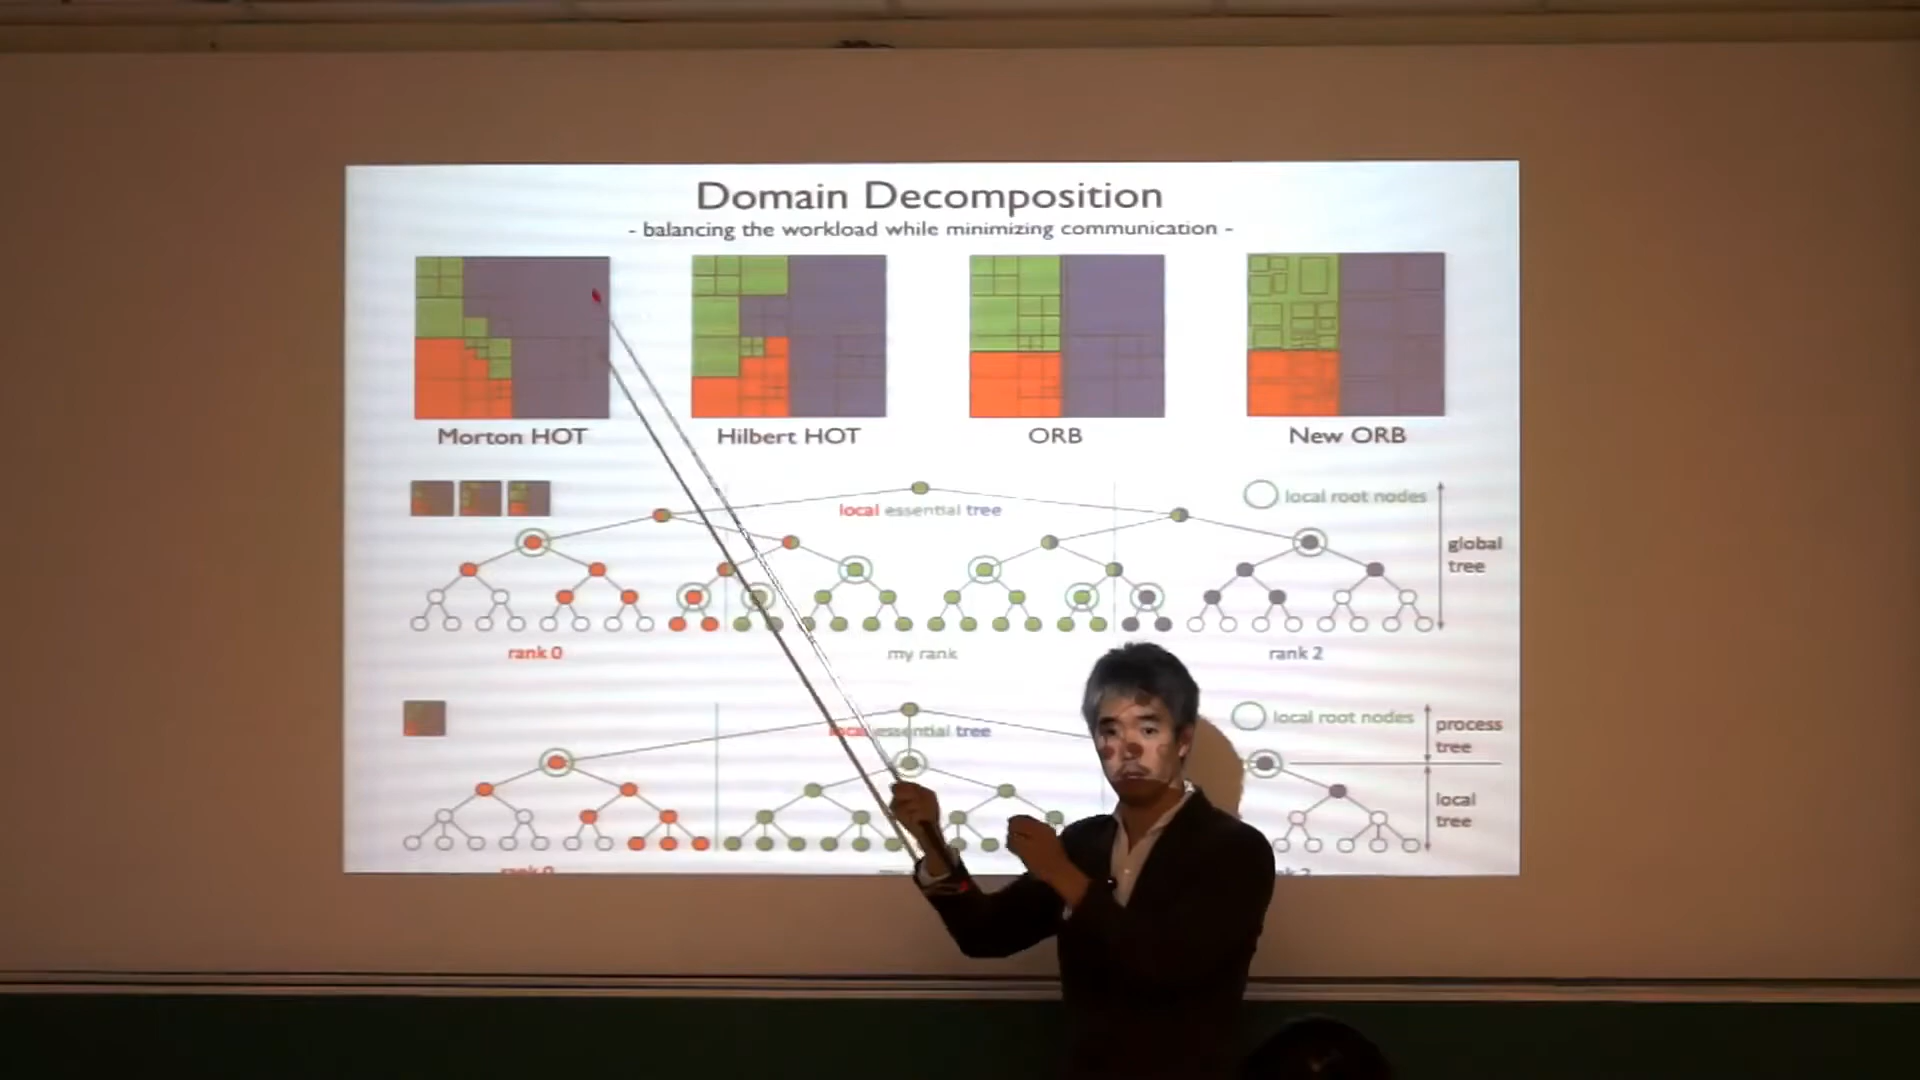 Domain Decomposition
- balancing the workload while minimizing communication -
Morton HOT
Hilbert HOT
ORB
New ORB
local essential tree
local root nodes
global
tree
rank 0
my rank
rank 2
local essential tree
local root nodes
process
tree
local
tree
rank 0